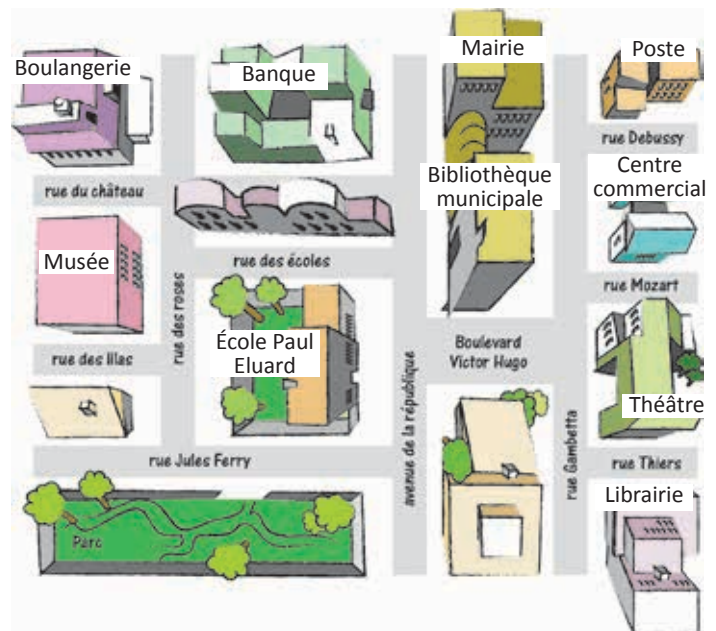 Boulangerie
Banque
Mairie
Poste
rue Debussy
rue du château
Bibliothèque
municipale
Centre
commercial
Musée
rue des écoles
rue Mozart
rue des roses
rue des lilas
École Paul
Eluard
avenue de la république
Boulevard
Victor Hugo
Théâtre
rue Jules Ferry
rue Gambetta
rue Thiers
Librairie
Parc